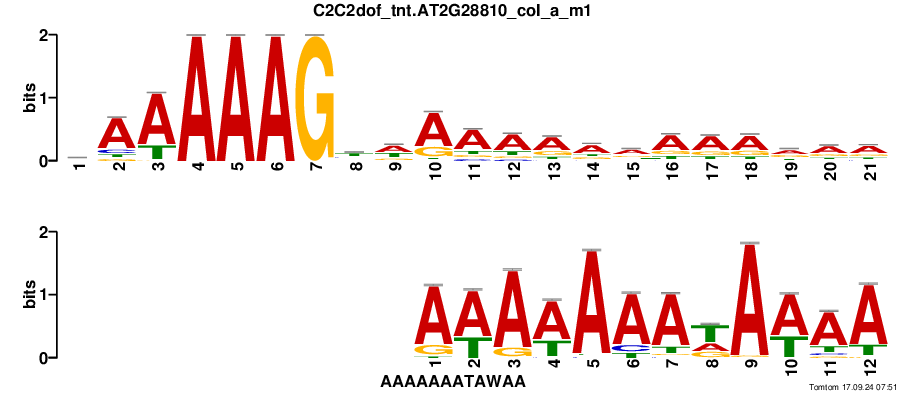 C2C2dof_tnt.AT2G28810_col_a_m1
2
bits
1
0
1 2 3 4 5 6 7 8 9 10 11 12 13 14 15 16 17 18 19 20 21
2
bits
1
0
1 2 3 4 5 6 7 8 9 10 11 12
AAAAAAATAWAA
Tomtom 17.09.24 07:51